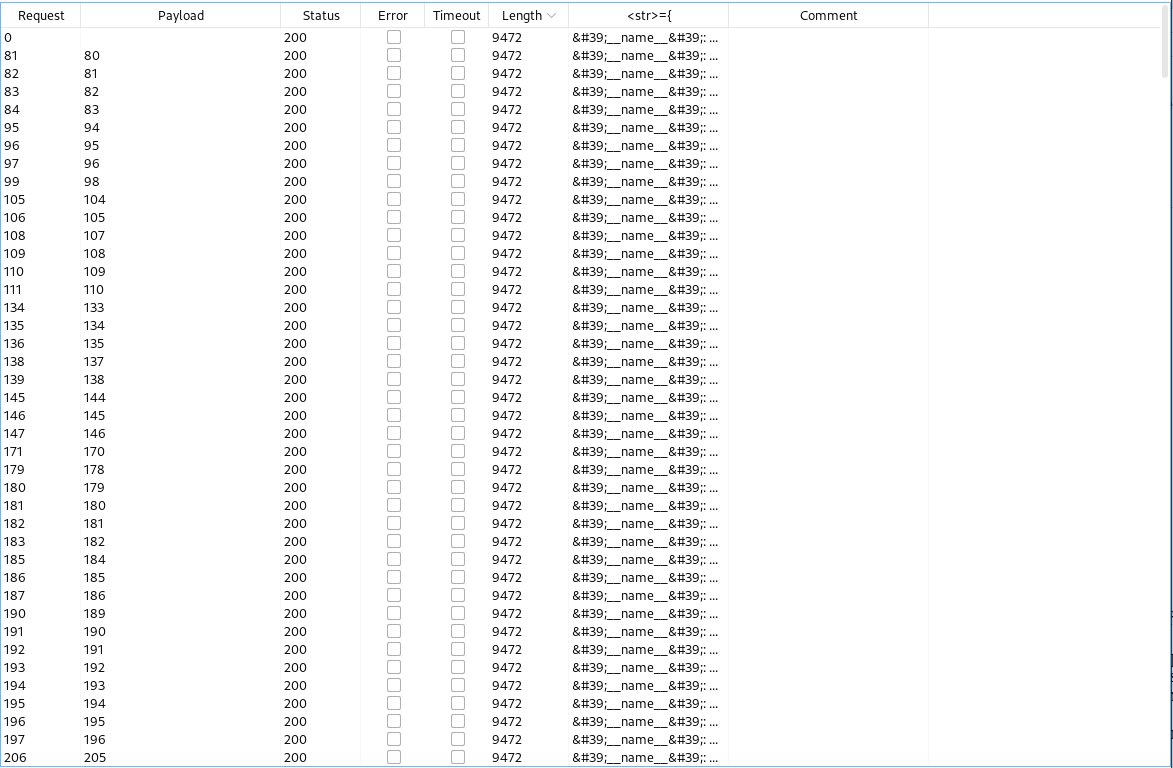 Request Payload Status Error Timeout Length <str>={ Comment
0 200 9472 &#39;__name__&#39;: ...
81 80 200 9472 &#39;__name__&#39;: ...
82 81 200 9472 &#39;__name__&#39;: ...
83 82 200 9472 &#39;__name__&#39;: ...
84 83 200 9472 &#39;__name__&#39;: ...
95 94 200 9472 &#39;__name__&#39;: ...
96 95 200 9472 &#39;__name__&#39;: ...
97 96 200 9472 &#39;__name__&#39;: ...
99 98 200 9472 &#39;__name__&#39;: ...
105 104 200 9472 &#39;__name__&#39;: ...
106 105 200 9472 &#39;__name__&#39;: ...
108 107 200 9472 &#39;__name__&#39;: ...
109 108 200 9472 &#39;__name__&#39;: ...
110 109 200 9472 &#39;__name__&#39;: ...
111 110 200 9472 &#39;__name__&#39;: ...
134 133 200 9472 &#39;__name__&#39;: ...
135 134 200 9472 &#39;__name__&#39;: ...
136 135 200 9472 &#39;__name__&#39;: ...
138 137 200 9472 &#39;__name__&#39;: ...
139 138 200 9472 &#39;__name__&#39;: ...
145 144 200 9472 &#39;__name__&#39;: ...
146 145 200 9472 &#39;__name__&#39;: ...
147 146 200 9472 &#39;__name__&#39;: ...
171 170 200 9472 &#39;__name__&#39;: ...
179 178 200 9472 &#39;__name__&#39;: ...
180 179 200 9472 &#39;__name__&#39;: ...
181 180 200 9472 &#39;__name__&#39;: ...
182 181 200 9472 &#39;__name__&#39;: ...
183 182 200 9472 &#39;__name__&#39;: ...
185 184 200 9472 &#39;__name__&#39;: ...
186 185 200 9472 &#39;__name__&#39;: ...
187 186 200 9472 &#39;__name__&#39;: ...
190 189 200 9472 &#39;__name__&#39;: ...
191 190 200 9472 &#39;__name__&#39;: ...
192 191 200 9472 &#39;__name__&#39;: ...
193 192 200 9472 &#39;__name__&#39;: ...
194 193 200 9472 &#39;__name__&#39;: ...
195 194 200 9472 &#39;__name__&#39;: ...
196 195 200 9472 &#39;__name__&#39;: ...
197 196 200 9472 &#39;__name__&#39;: ...
206 205 200 9472 &#39;__name__&#39;: ...